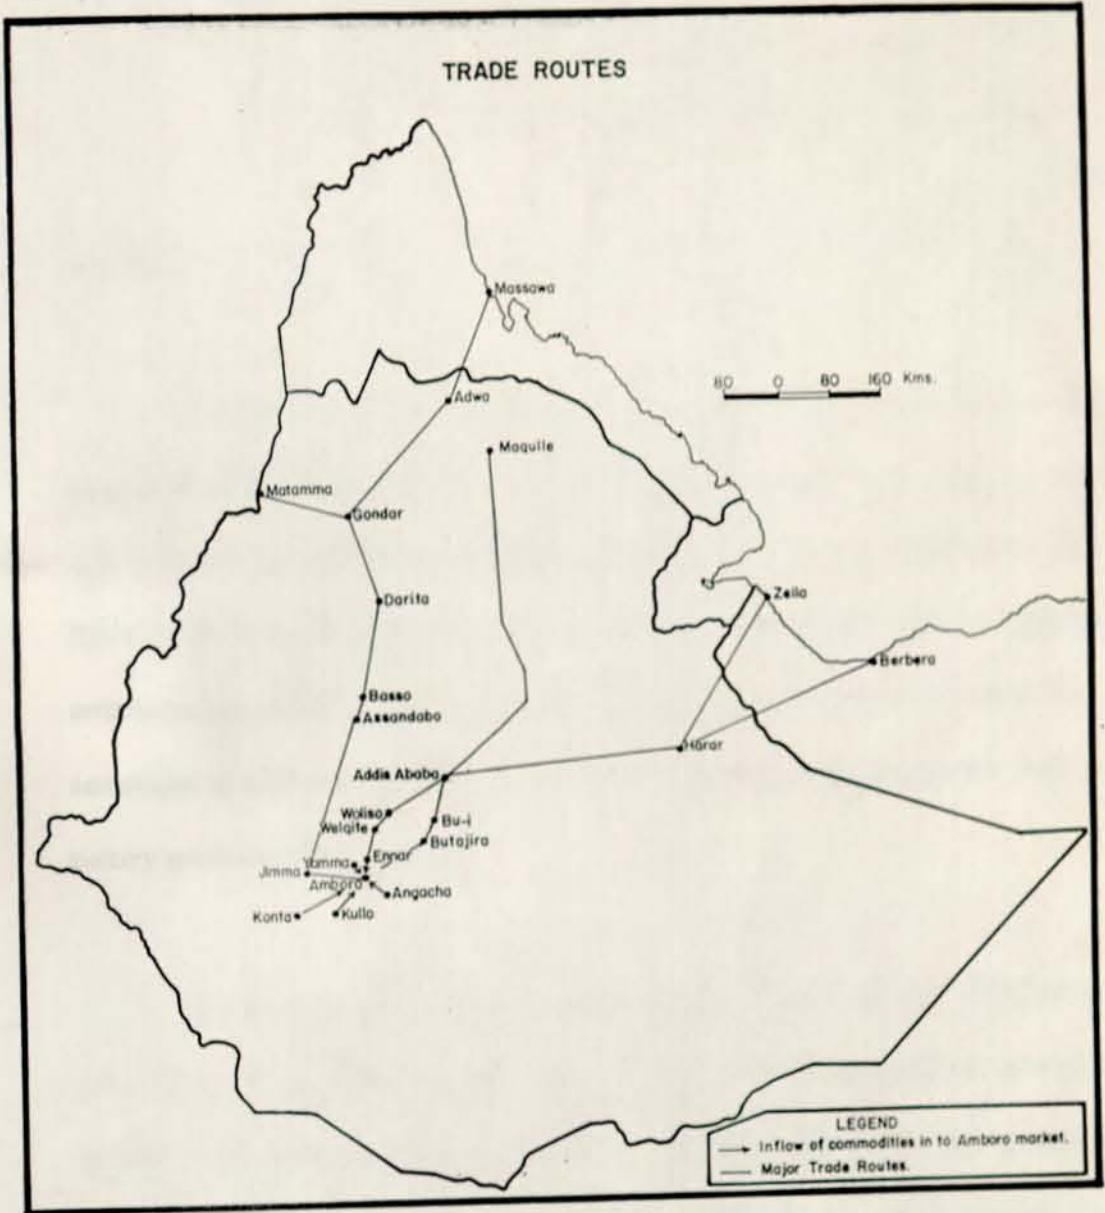 TRADE ROUTES
Massawa
80 0 80 160 Kms.
Adwa
Maquile
Matamma
Gondar
Zeila
Darita
Berbera
Basso
Assandabo
Harar
Addis Ababa
Woliso
Bu-i
Welqite
Butajira
Ennar
Yamma
Jimma
Amboro
Angacha
Konta
Kullo
LEGEND
Inflow of commodities in to Amboro market.
Major Trade Routes.